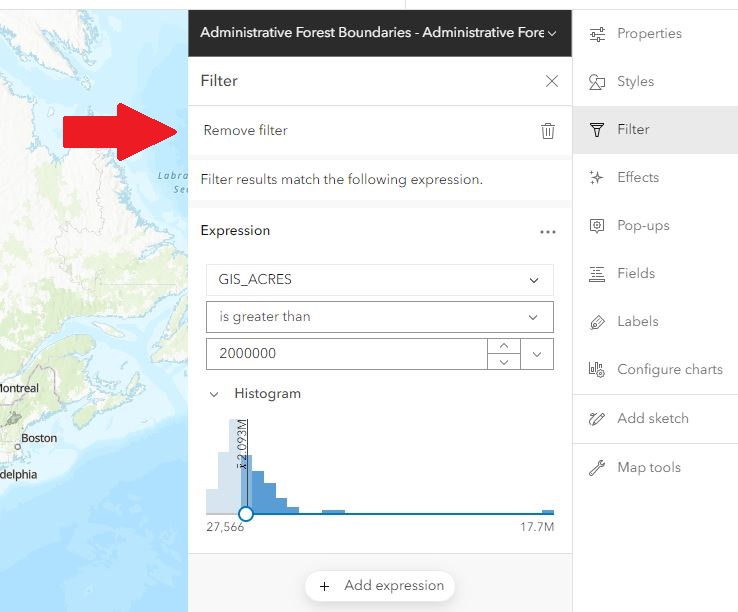 Administrative Forest Boundaries - Administrative Fore
Filter
Remove filter
Filter results match the following expression.
Expression
GIS_ACRES
is greater than
2000000
Histogram
x̄ 2.093M
27,566
17.7M
Add expression
Properties
Styles
Filter
Effects
Pop-ups
Fields
Labels
Configure charts
Add sketch
Map tools
Labra
Se
Montreal
Boston
delphia